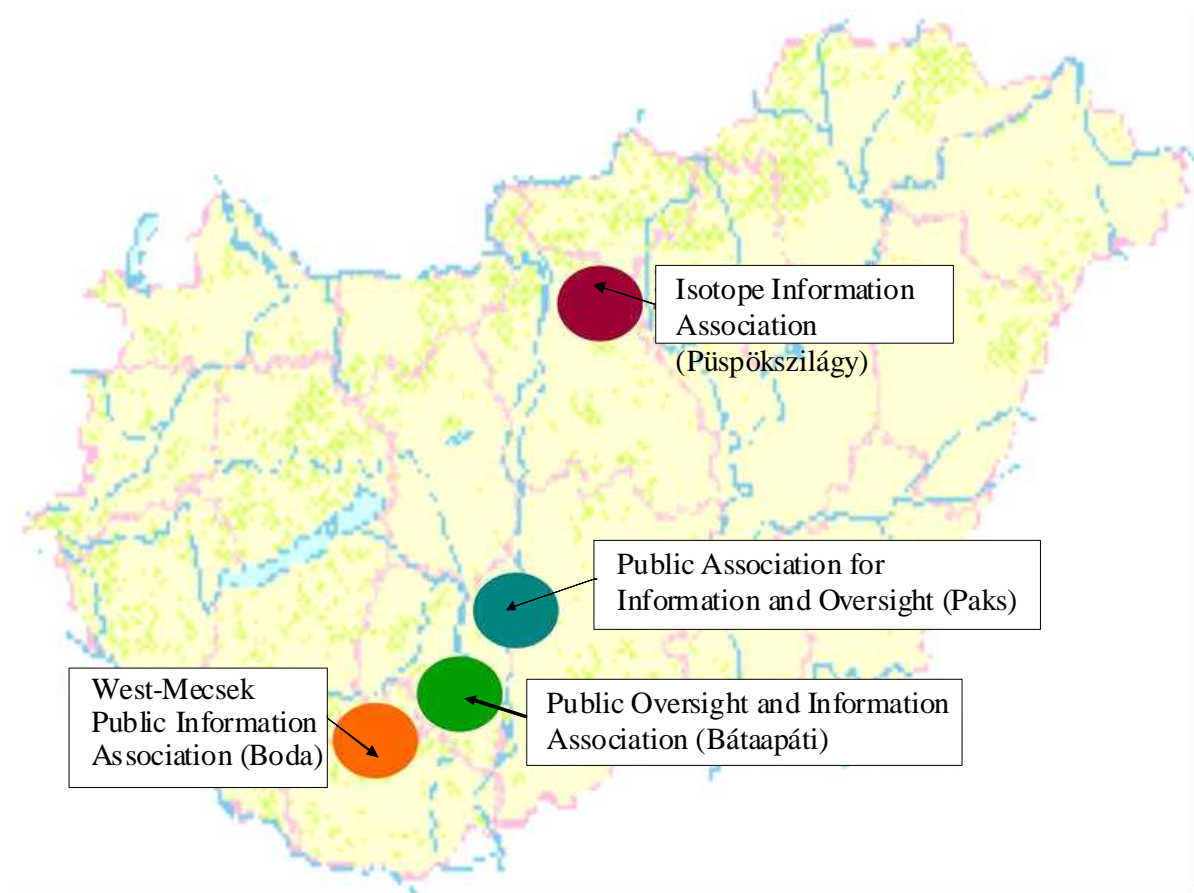 Isotope Information
Association
(Püspökszilágy)
Public Association for
Information and Oversight (Paks)
West-Mecsek
Public Information
Association (Boda)
Public Oversight and Information
Association (Bátaapáti)